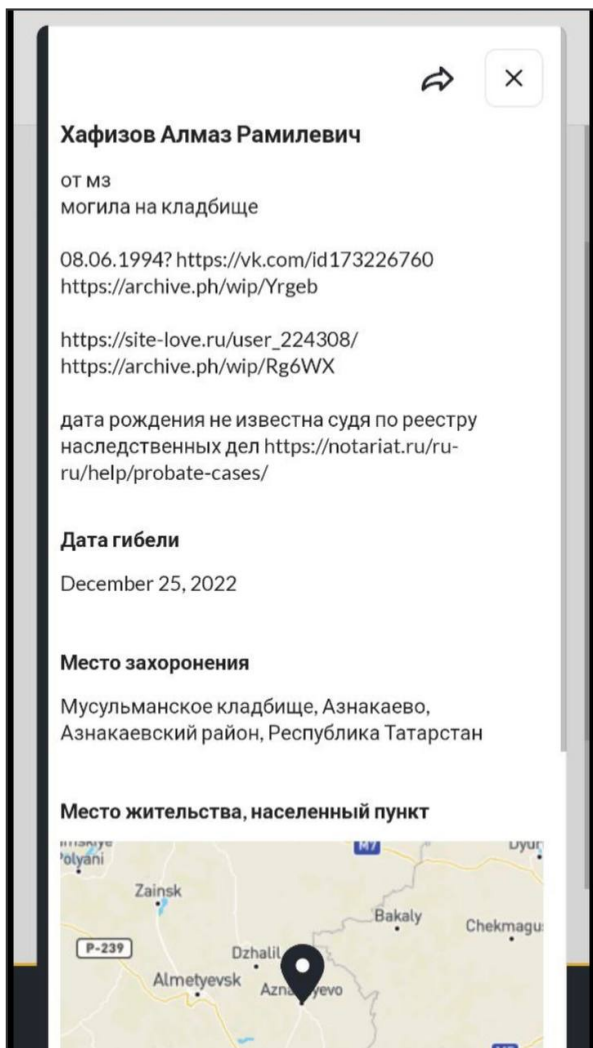 Хафизов Алмаз Рамилевич
от мз
могила на кладбище
08.06.1994? https://vk.com/id173226760
https://archive.ph/wip/Yrgeb
https://site-love.ru/user_224308/
https://archive.ph/wip/Rg6WX
дата рождения не известна судя по реестру
наследственных дел https://notariat.ru/ru-
ru/help/probate-cases/
Дата гибели
December 25, 2022
Место захоронения
Мусульманское кладбище, Азнакаево,
Азнакаевский район, Республика Татарстан
Место жительства, населенный пункт
M7
Polyani
Zainsk
Bakaly
Chekmagu
P-239
Dzhalil
Almetyevsk